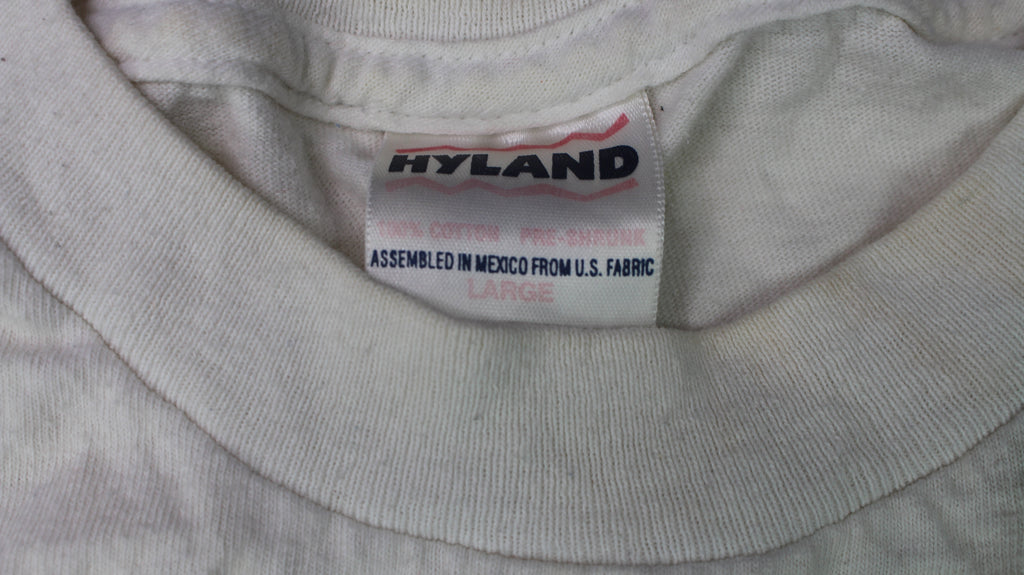 HYLAND
100% COTTON PRE-SHRUNK
ASSEMBLED IN MEXICO FROM U.S. FABRIC
LARGE